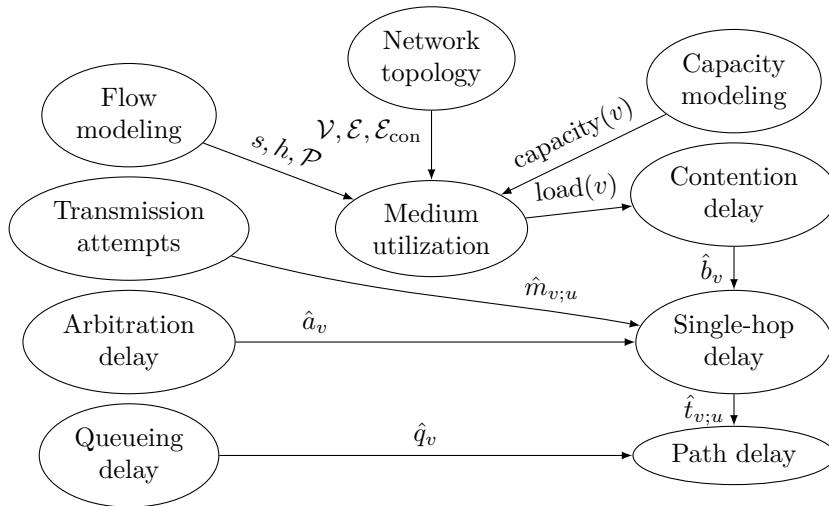 Network
topology
Capacity
modeling
Flow
modeling
𝒱, ℰ, ℰ_con
capacity(v)
s, h, 𝒫
load(v)
Contention
delay
Transmission
attempts
Medium
utilization
b̂_v
m̂_{v;u}
Arbitration
delay
â_v
Single-hop
delay
t̂_{v;u}
Queueing
delay
q̂_v
Path delay